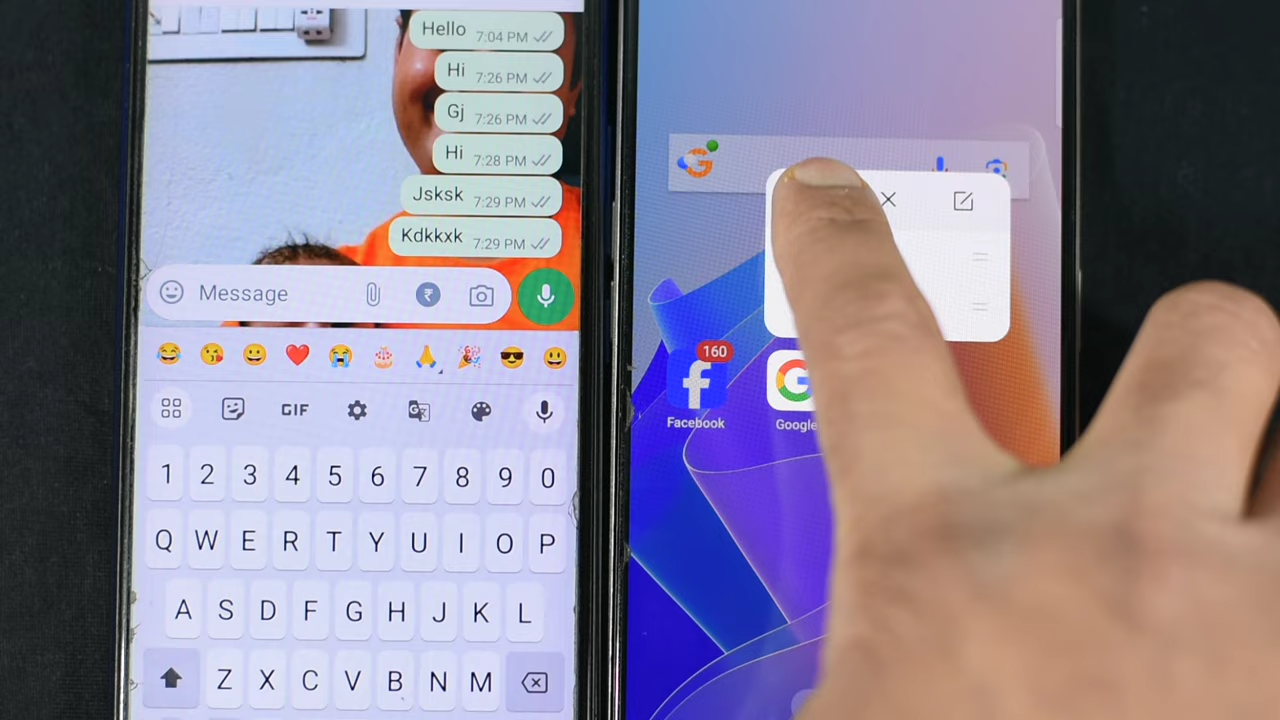 Hello 7:04 PM
Hi 7:26 PM
Gj 7:26 PM
Hi 7:28 PM
Jsksk 7:29 PM
Kdkkxk 7:29 PM
Message ₹
GIF
1 2 3 4 5 6 7 8 9 0
Q W E R T Y U I O P
A S D F G H J K L
Z X C V B N M
G
160
f G
Facebook Google